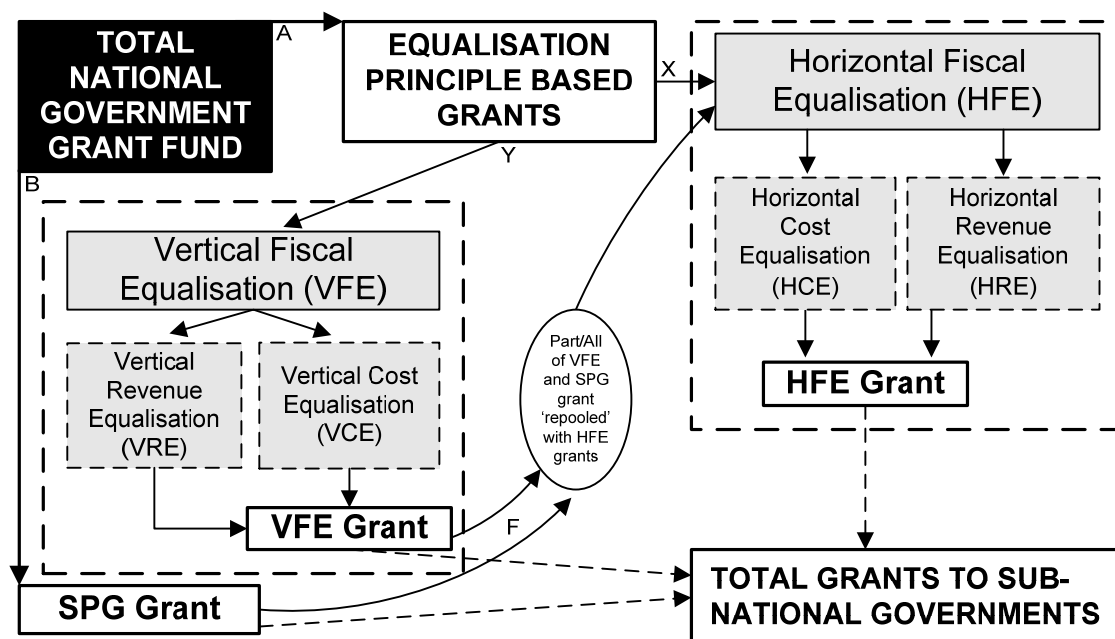 TOTAL
NATIONAL
GOVERNMENT
GRANT FUND
A
EQUALISATION
PRINCIPLE BASED
GRANTS
X
Horizontal Fiscal
Equalisation (HFE)
Y
B
Horizontal
Cost
Equalisation
(HCE)
Horizontal
Revenue
Equalisation
(HRE)
Vertical Fiscal
Equalisation (VFE)
Vertical
Revenue
Equalisation
(VRE)
Vertical Cost
Equalisation
(VCE)
Part/All
of VFE
and SPG
grant
‘repooled’
with HFE
grants
HFE Grant
VFE Grant
F
SPG Grant
TOTAL GRANTS TO SUB-
NATIONAL GOVERNMENTS